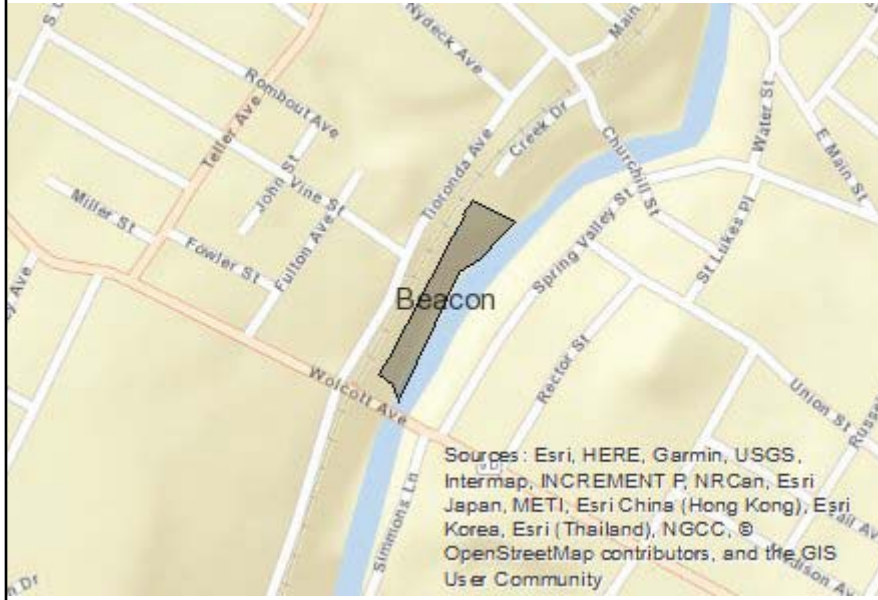 Nydeck Ave
Main
Rombout Ave
Teller Ave
Creek Dr
Tioronda Ave
Churchill St
Water St
E Main St
John St
Vine St
Miller St
Fowler St
Fulton Ave
Spring Valley St
St Lukes Pl
Beacon
Wolcott Ave
Rector St
Union St
Simmons Ln
Sources: Esri, HERE, Garmin, USGS,
Intermap, INCREMENT P, NRCan, Esri
Japan, METI, Esri China (Hong Kong), Esri
Korea, Esri (Thailand), NGCC, ©
OpenStreetMap contributors, and the GIS
User Community
9D
Madison Av